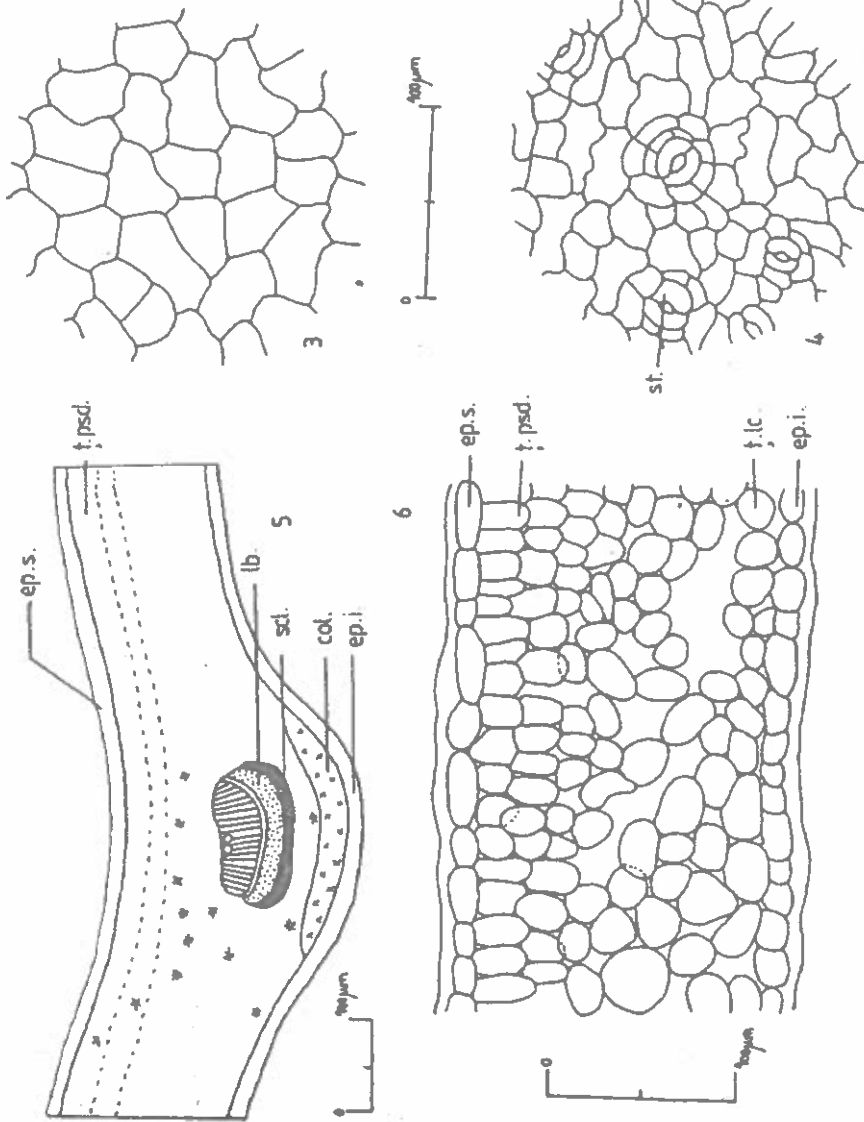 ep.s.
ţ.psd.
5
lb.
scl.
col.
ep.i.
0
100µm
3
0
100µm
6
ep.s.
ţ.psd.
ţ.lc.
ep.i.
0
100µm
st.
4